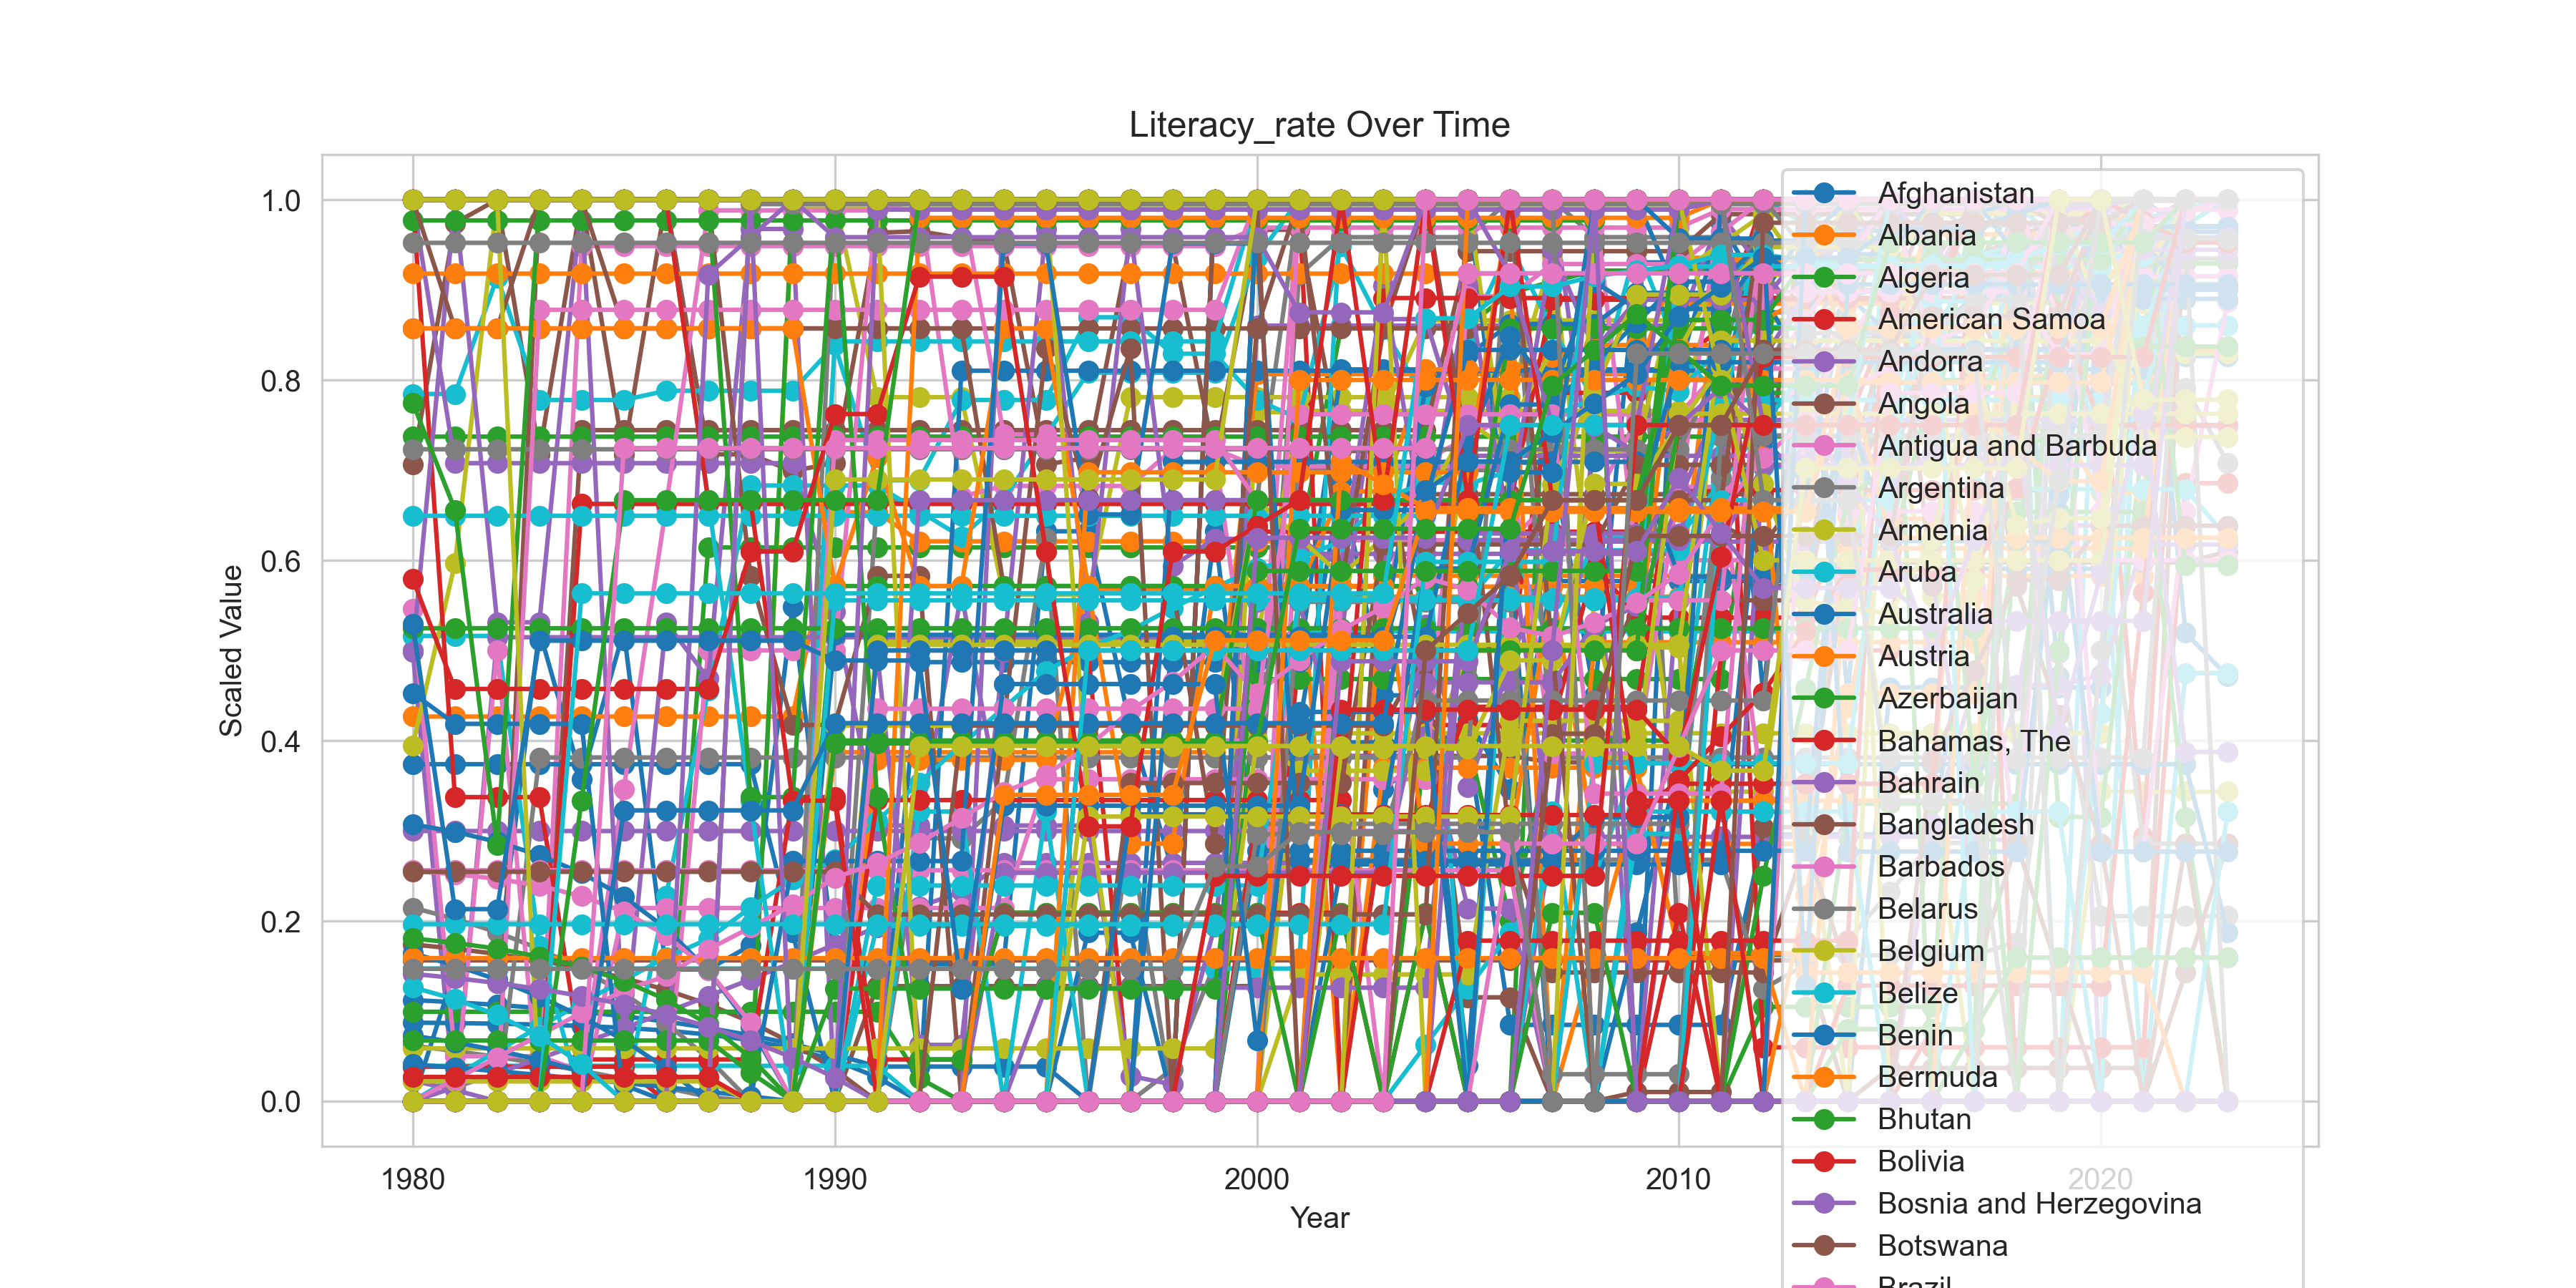 Literacy_rate Over Time
1.0
0.8
0.6
0.4
0.2
0.0
Scaled Value
1980
1990
2000
2010
2020
Year
Afghanistan
Albania
Algeria
American Samoa
Andorra
Angola
Antigua and Barbuda
Argentina
Armenia
Aruba
Australia
Austria
Azerbaijan
Bahamas, The
Bahrain
Bangladesh
Barbados
Belarus
Belgium
Belize
Benin
Bermuda
Bhutan
Bolivia
Bosnia and Herzegovina
Botswana
Brazil